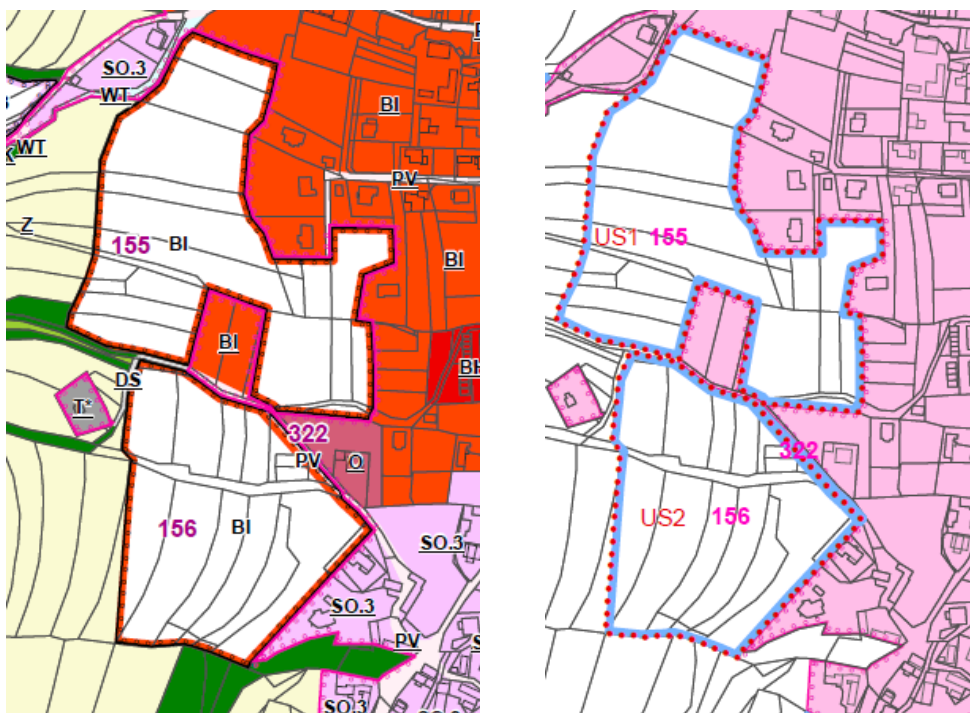 SO.3
WT
WT
BI
PV
Z
155 BI
BI
BI
BH
DS
T*
322
PV
O
156 BI
SO.3
SO.3
PV
SO.3
US1 155
322
US2 156